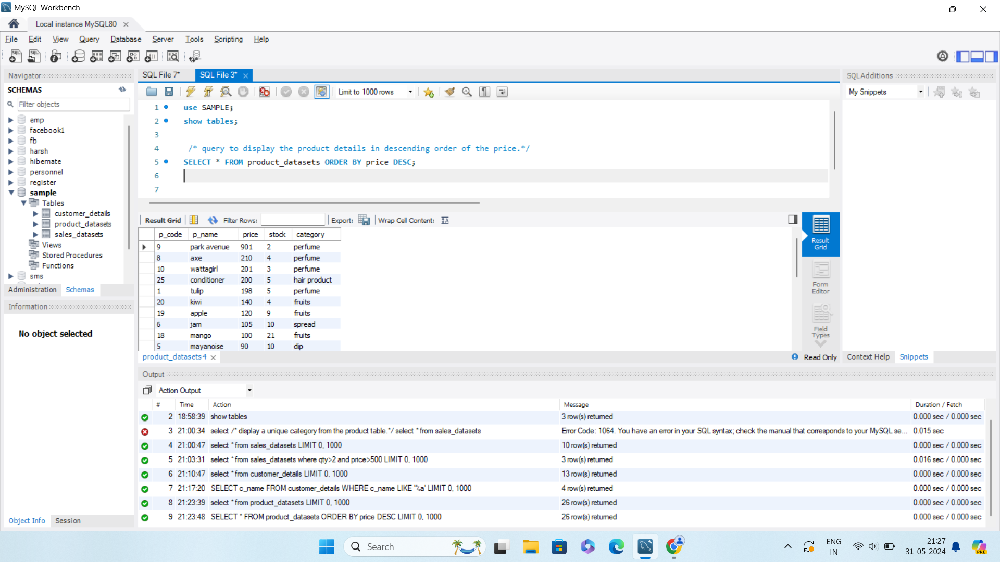 MySQL Workbench
Local instance MySQL80
File Edit View Query Database Server Tools Scripting Help
Navigator
SCHEMAS
Filter objects
emp
facebook1
fb
harsh
hibernate
personnel
register
sample
Tables
customer_details
product_datasets
sales_datasets
Views
Stored Procedures
Functions
sms
Administration Schemas
Information
No object selected
Object Info Session
SQL File 7* SQL File 3*
Limit to 1000 rows
1 use SAMPLE;
2 show tables;
3
4 /* query to display the product details in descending order of the price.*/
5 SELECT * FROM product_datasets ORDER BY price DESC;
6
7
Result Grid Filter Rows: Export: Wrap Cell Content:
p_code p_name price stock category
9 park avenue 901 2 perfume
8 axe 210 4 perfume
10 wattagirl 201 3 perfume
25 conditioner 200 5 hair product
1 tulip 198 5 perfume
20 kiwi 140 4 fruits
19 apple 120 9 fruits
6 jam 105 10 spread
18 mango 100 21 fruits
5 mayanoise 90 10 dip
product_datasets4
Result
Grid
Form
Editor
Field
Types
Read Only
SQLAdditions
My Snippets
Context Help Snippets
Output
Action Output
# Time Action Message Duration / Fetch
2 18:58:39 show tables 3 row(s) returned 0.000 sec / 0.000 sec
3 21:00:34 select /* display a unique category from the product table.*/ select * from sales_datasets Error Code: 1064. You have an error in your SQL syntax; check the manual that corresponds to your MySQL se... 0.015 sec
4 21:00:47 select * from sales_datasets LIMIT 0, 1000 10 row(s) returned 0.000 sec / 0.000 sec
5 21:03:31 select * from sales_datasets where qty>2 and price>500 LIMIT 0, 1000 3 row(s) returned 0.016 sec / 0.000 sec
6 21:10:47 select * from customer_details LIMIT 0, 1000 13 row(s) returned 0.000 sec / 0.000 sec
7 21:17:20 SELECT c_name FROM customer_details WHERE c_name LIKE '%a' LIMIT 0, 1000 4 row(s) returned 0.000 sec / 0.000 sec
8 21:23:39 select * from product_datasets LIMIT 0, 1000 26 row(s) returned 0.000 sec / 0.000 sec
9 21:23:48 SELECT * FROM product_datasets ORDER BY price DESC LIMIT 0, 1000 26 row(s) returned 0.000 sec / 0.000 sec
Search
ENG
IN
21:27
31-05-2024
PRE